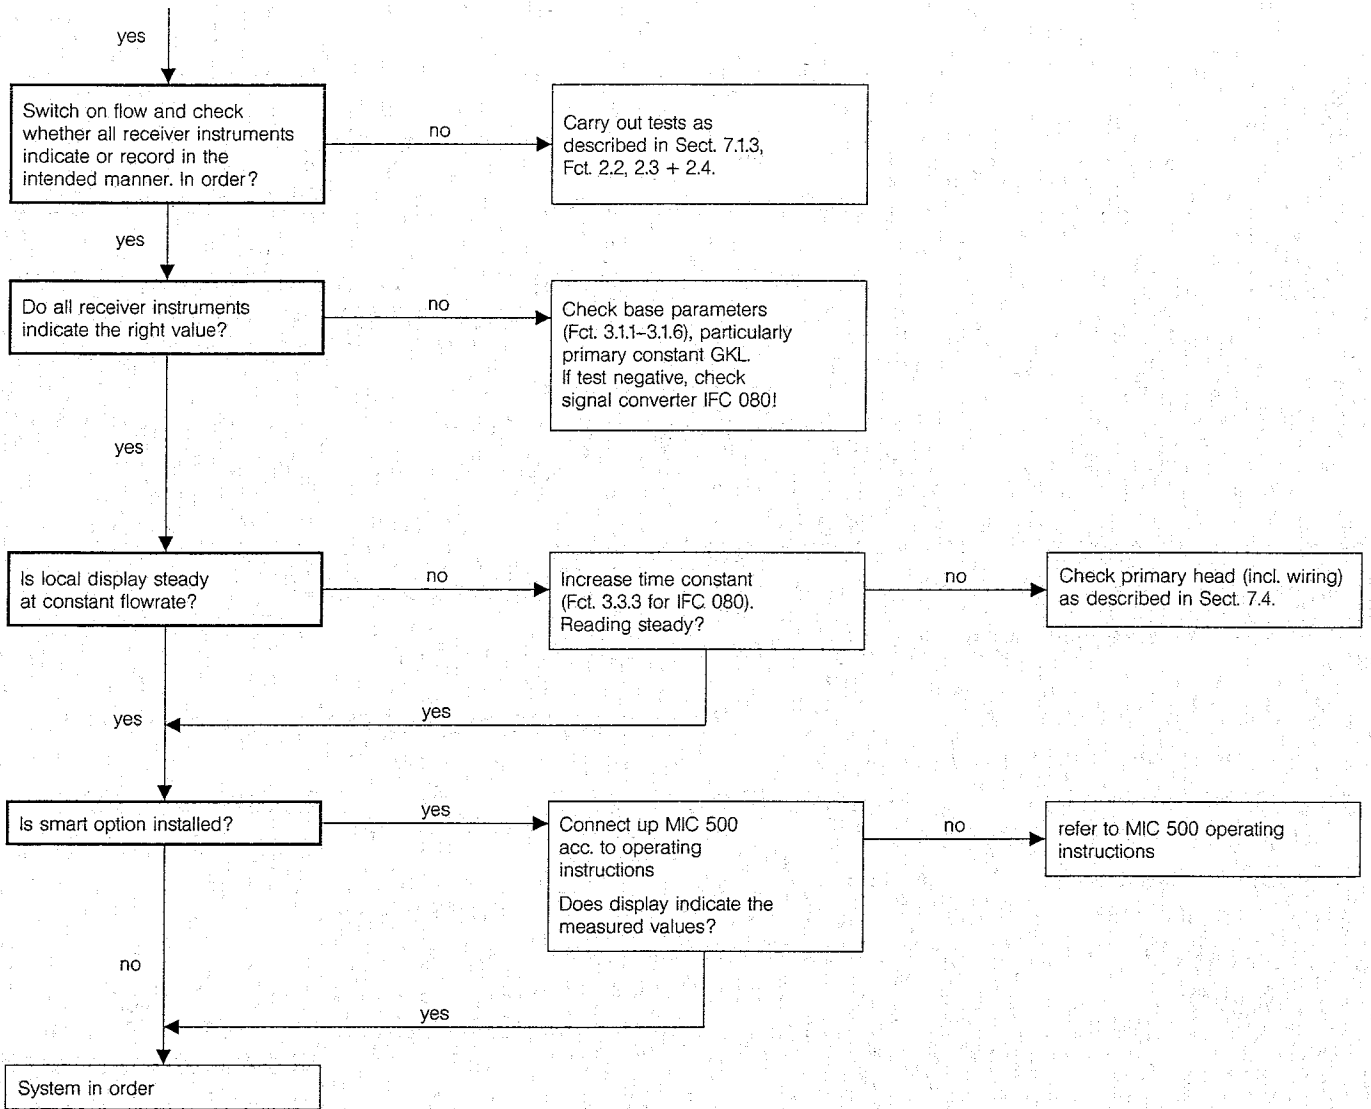 yes
Switch on flow and check
whether all receiver instruments
indicate or record in the
intended manner. In order?
no
Carry out tests as
described in Sect. 7.1.3,
Fct. 2.2, 2.3 + 2.4.
yes
Do all receiver instruments
indicate the right value?
no
Check base parameters
(Fct. 3.1.1–3.1.6), particularly
primary constant GKL.
If test negative, check
signal converter IFC 080!
yes
Is local display steady
at constant flowrate?
no
Increase time constant
(Fct. 3.3.3 for IFC 080).
Reading steady?
no
Check primary head (incl. wiring)
as described in Sect. 7.4.
yes
yes
Is smart option installed?
yes
Connect up MIC 500
acc. to operating
instructions
Does display indicate the
measured values?
no
refer to MIC 500 operating
instructions
no
yes
System in order